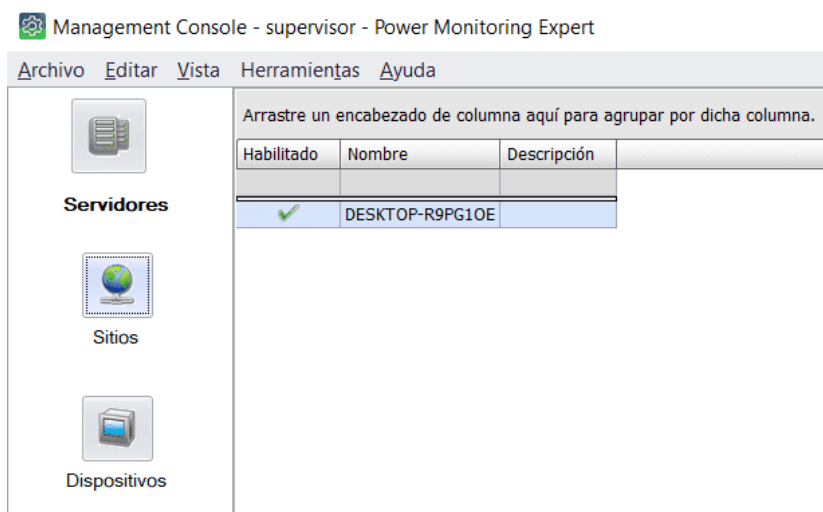 Management Console - supervisor - Power Monitoring Expert
Archivo Editar Vista Herramientas Ayuda
Arrastre un encabezado de columna aquí para agrupar por dicha columna.
Habilitado Nombre Descripción
Servidores
DESKTOP-R9PG1OE
Sitios
Dispositivos